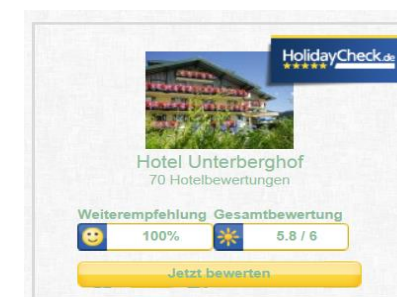 HolidayCheck.de
Hotel Unterberghof
70 Hotelbewertungen
Weiterempfehlung Gesamtbewertung
100% 5.8 / 6
Jetzt bewerten